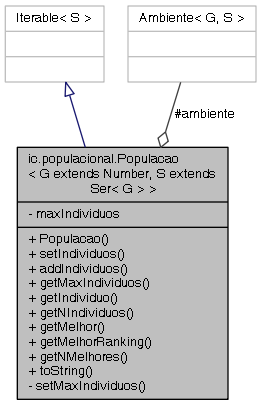 Iterable< S >
Ambiente< G, S >
#ambiente
ic.populacional.Populacao
< G extends Number, S extends
Ser< G > >
- maxIndividuos
+ Populacao()
+ setIndividuos()
+ addIndividuos()
+ getMaxIndividuos()
+ getIndividuo()
+ getNIndividuos()
+ getMelhor()
+ getMelhorRanking()
+ getNMelhores()
+ toString()
- setMaxIndividuos()